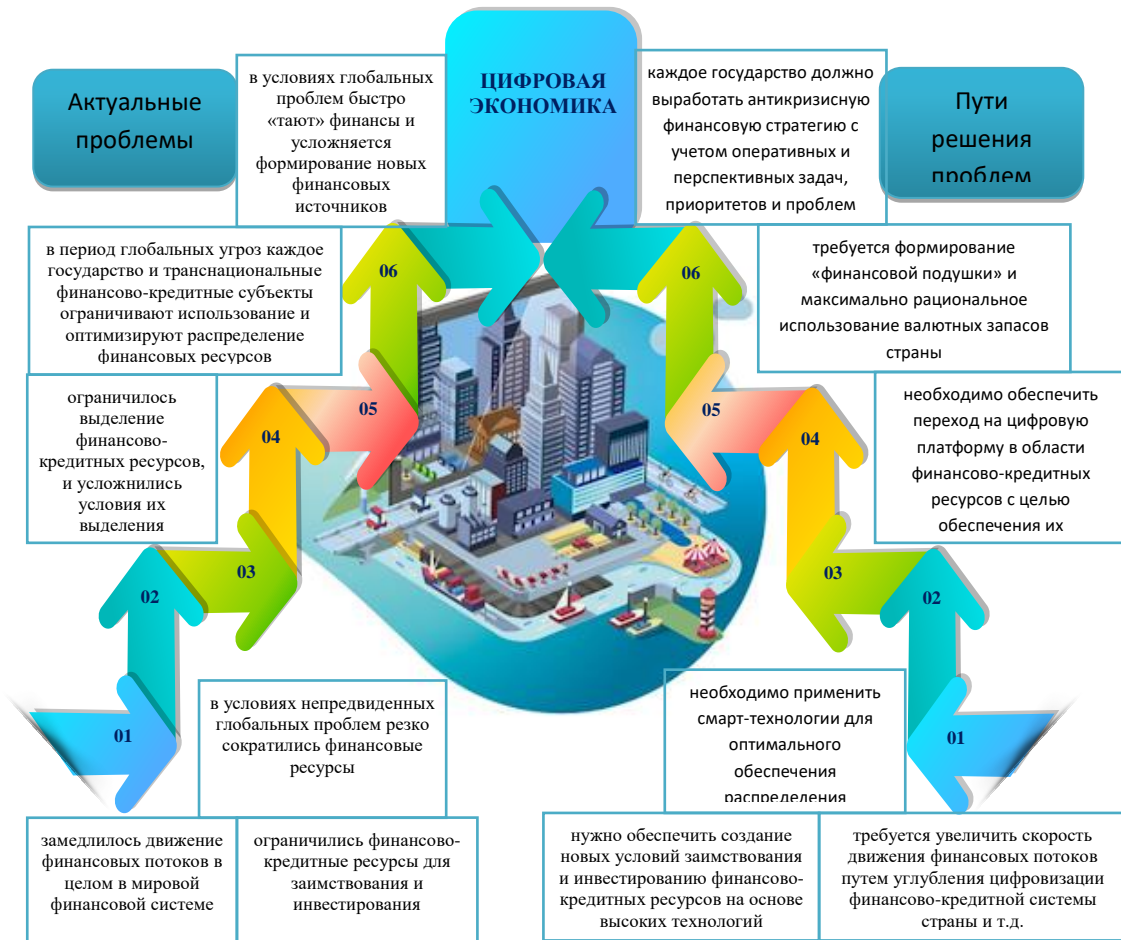 ЦИФРОВАЯ
ЭКОНОМИКА
Актуальные
проблемы
в условиях глобальных
проблем быстро
«тают» финансы и
усложняется
формирование новых
финансовых
источников
06
в период глобальных угроз каждое
государство и транснациональные
финансово-кредитные субъекты
ограничивают использование и
оптимизируют распределение
финансовых ресурсов
05
ограничилось
выделение
финансово-
кредитных ресурсов,
и усложнились
условия их
выделения
04
03
02
01
в условиях непредвиденных
глобальных проблем резко
сократились финансовые
ресурсы
замедлилось движение
финансовых потоков в
целом в мировой
финансовой системе
ограничились финансово-
кредитные ресурсы для
заимствования и
инвестирования
Пути
решения
проблем
каждое государство должно
выработать антикризисную
финансовую стратегию с
учетом оперативных и
перспективных задач,
приоритетов и проблем
06
требуется формирование
«финансовой подушки» и
максимально рациональное
использование валютных запасов
страны
05
необходимо обеспечить
переход на цифровую
платформу в области
финансово-кредитных
ресурсов с целью
обеспечения их
04
03
02
01
необходимо применить
смарт-технологии для
оптимального
обеспечения
распределения
нужно обеспечить создание
новых условий заимствования
и инвестированию финансово-
кредитных ресурсов на основе
высоких технологий
требуется увеличить скорость
движения финансовых потоков
путем углубления цифровизации
финансово-кредитной системы
страны и т.д.